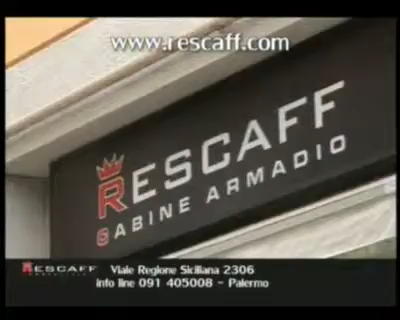 www.rescaff.com
RESCAFF
CABINE ARMADIO
RESCAFF Viale Regione Siciliana 2306
info line 091 405008 - Palermo